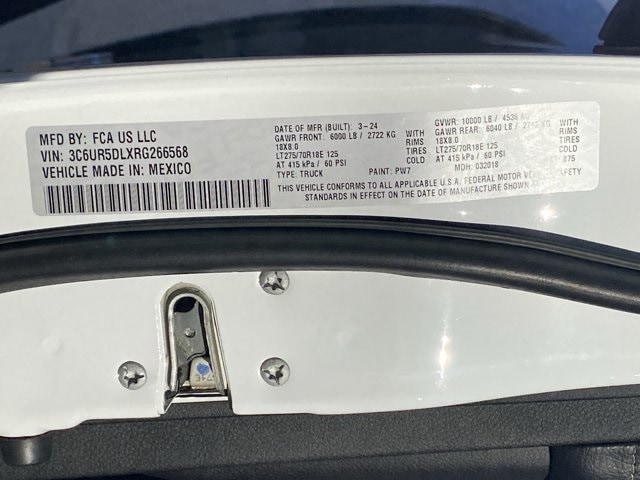 MFD BY: FCA US LLC
VIN: 3C6UR5DLXRG266568
VEHICLE MADE IN: MEXICO
DATE OF MFR (BUILT): 3-24
GAWR FRONT: 6000 LB / 2722 KG WITH
18X8.0 RIMS
LT275/70R18E 125 TIRES
AT 415 kPa / 60 PSI COLD
TYPE: TRUCK PAINT: PW7
GVWR: 10000 LB / 4536 KG
GAWR REAR: 6040 LB / KG WITH
18X8.0 RIMS
LT275/70R18E 125 TIRES
AT 415 kPa / 60 PSI COLD
MDH: 032018 875
THIS VEHICLE CONFORMS TO ALL APPLICABLE U.S.A. FEDERAL MOTOR SAFETY
STANDARDS IN EFFECT ON THE DATE OF MANUFACTURE SHOWN